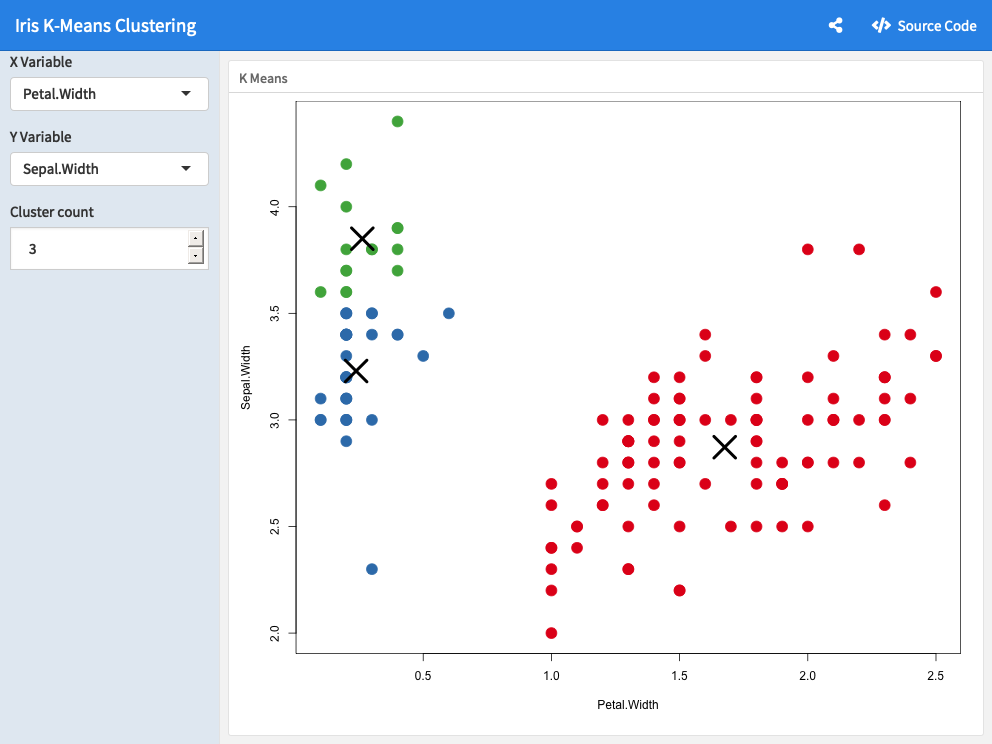 Iris K-Means Clustering
Source Code
X Variable
Petal.Width
Y Variable
Sepal.Width
Cluster count
3
K Means
4.0
3.5
3.0
2.5
2.0
Sepal.Width
0.5
1.0
1.5
2.0
2.5
Petal.Width